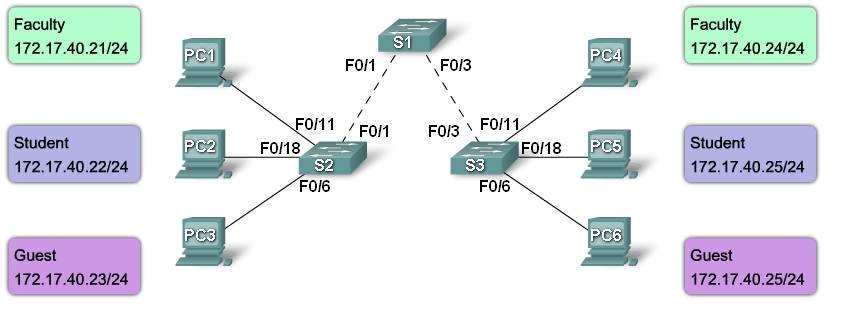 Faculty
172.17.40.21/24
PC1
S1
F0/1
F0/3
PC4
Faculty
172.17.40.24/24
Student
172.17.40.22/24
PC2
F0/11
F0/18
F0/1
S2
F0/6
F0/3
F0/11
S3
F0/18
F0/6
PC5
Student
172.17.40.25/24
Guest
172.17.40.23/24
PC3
PC6
Guest
172.17.40.25/24